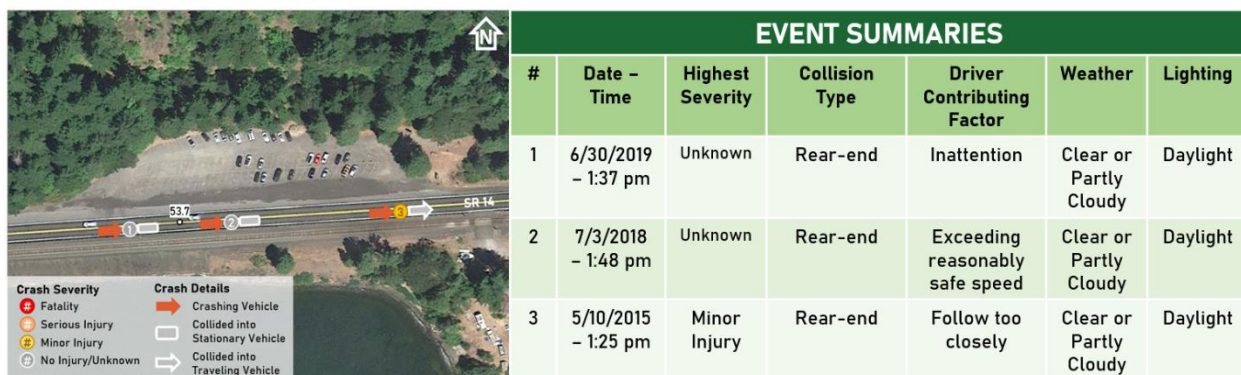 N
53.7
1
2
3
SR 14
Crash Severity
# Fatality
# Serious Injury
# Minor Injury
# No Injury/Unknown
Crash Details
Crashing Vehicle
Collided into
Stationary Vehicle
Collided into
Traveling Vehicle
EVENT SUMMARIES
# Date – Time Highest Severity Collision Type Driver Contributing Factor Weather Lighting
1 6/30/2019 – 1:37 pm Unknown Rear-end Inattention Clear or Partly Cloudy Daylight
2 7/3/2018 – 1:48 pm Unknown Rear-end Exceeding reasonably safe speed Clear or Partly Cloudy Daylight
3 5/10/2015 – 1:25 pm Minor Injury Rear-end Follow too closely Clear or Partly Cloudy Daylight